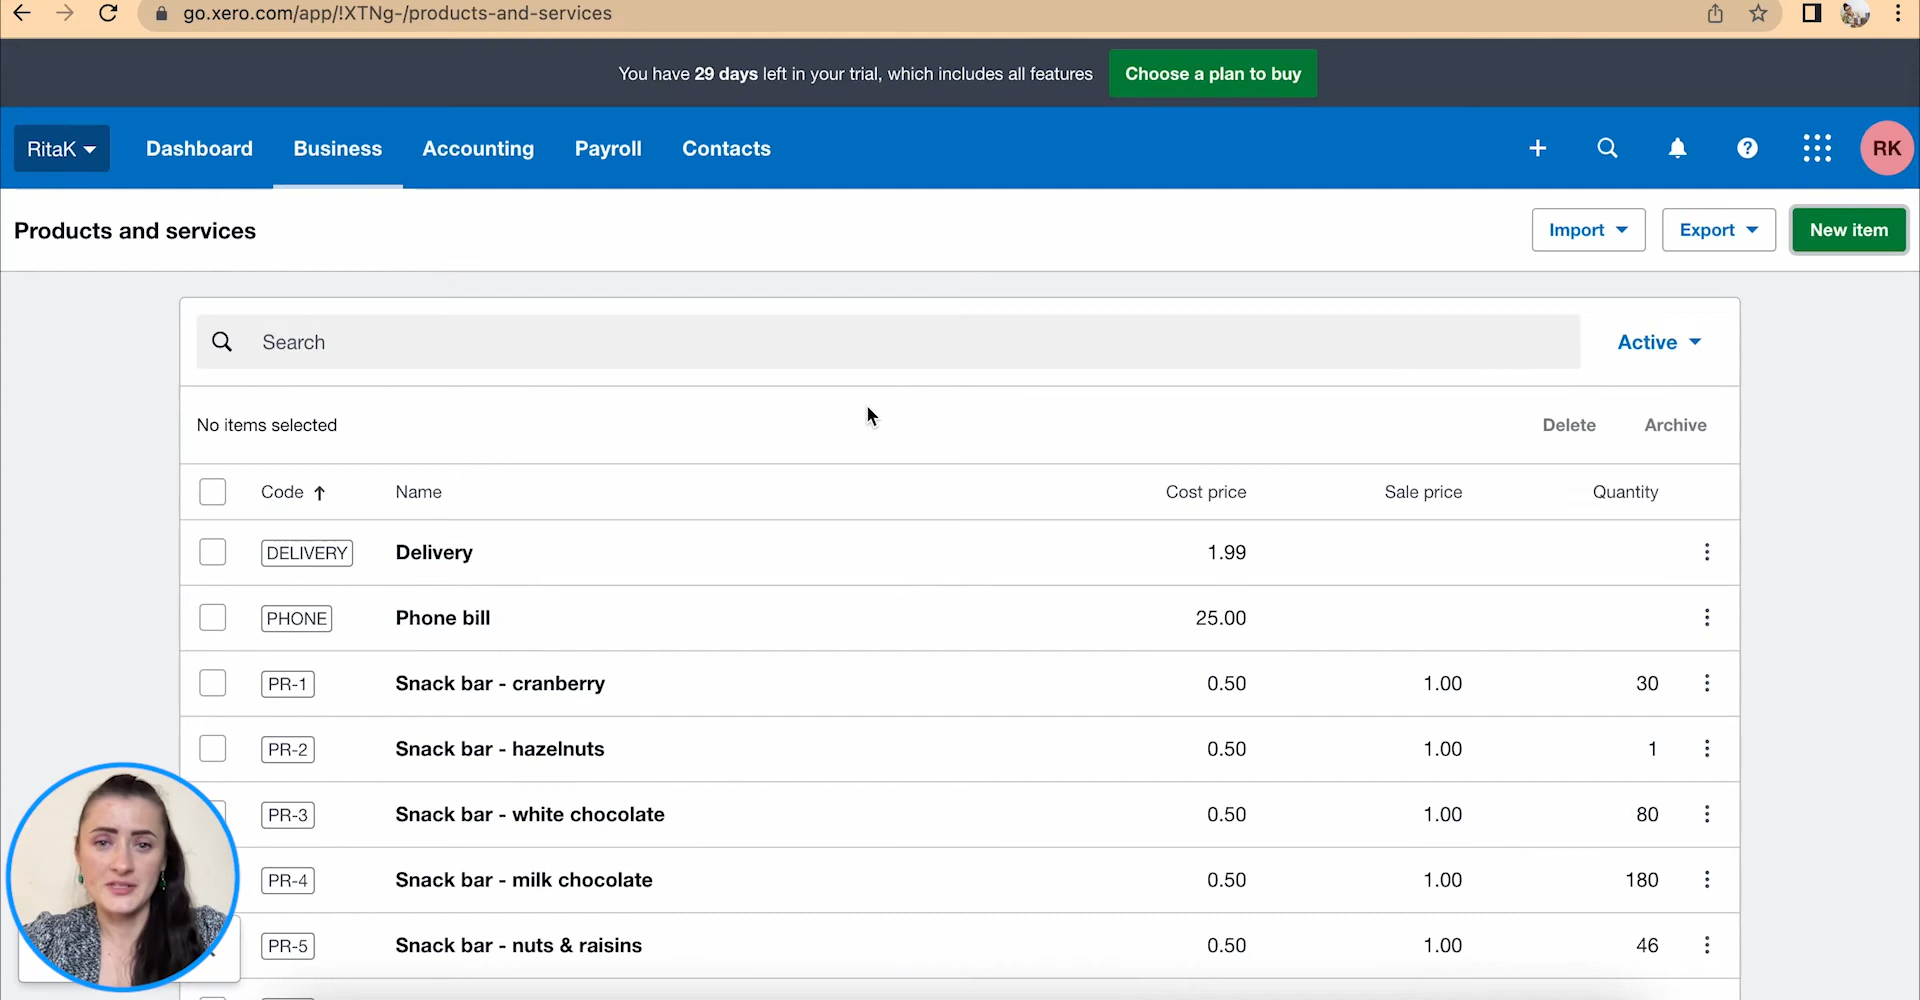 go.xero.com/app/!XTNg-/products-and-services
You have 29 days left in your trial, which includes all features Choose a plan to buy
RitaK Dashboard Business Accounting Payroll Contacts ? RK
Products and services Import Export New item
Search Active
No items selected Delete Archive
Code Name Cost price Sale price Quantity
DELIVERY Delivery 1.99
PHONE Phone bill 25.00
PR-1 Snack bar - cranberry 0.50 1.00 30
PR-2 Snack bar - hazelnuts 0.50 1.00 1
PR-3 Snack bar - white chocolate 0.50 1.00 80
PR-4 Snack bar - milk chocolate 0.50 1.00 180
PR-5 Snack bar - nuts & raisins 0.50 1.00 46